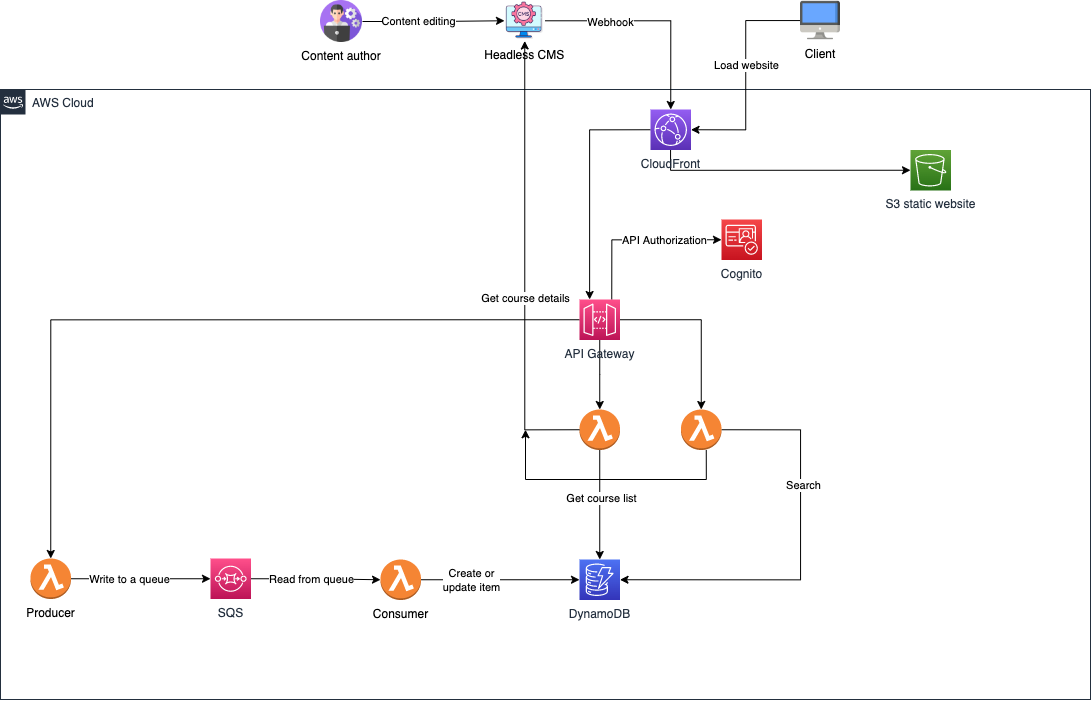 Content editing
CMS
Webhook
Content author
Headless CMS
Client
Load website
aws
AWS Cloud
CloudFront
S3 static website
API Authorization
Cognito
Get course details
</>
API Gateway
Search
Get course list
Write to a queue
Read from queue
Create or
update item
Producer
SQS
Consumer
DynamoDB